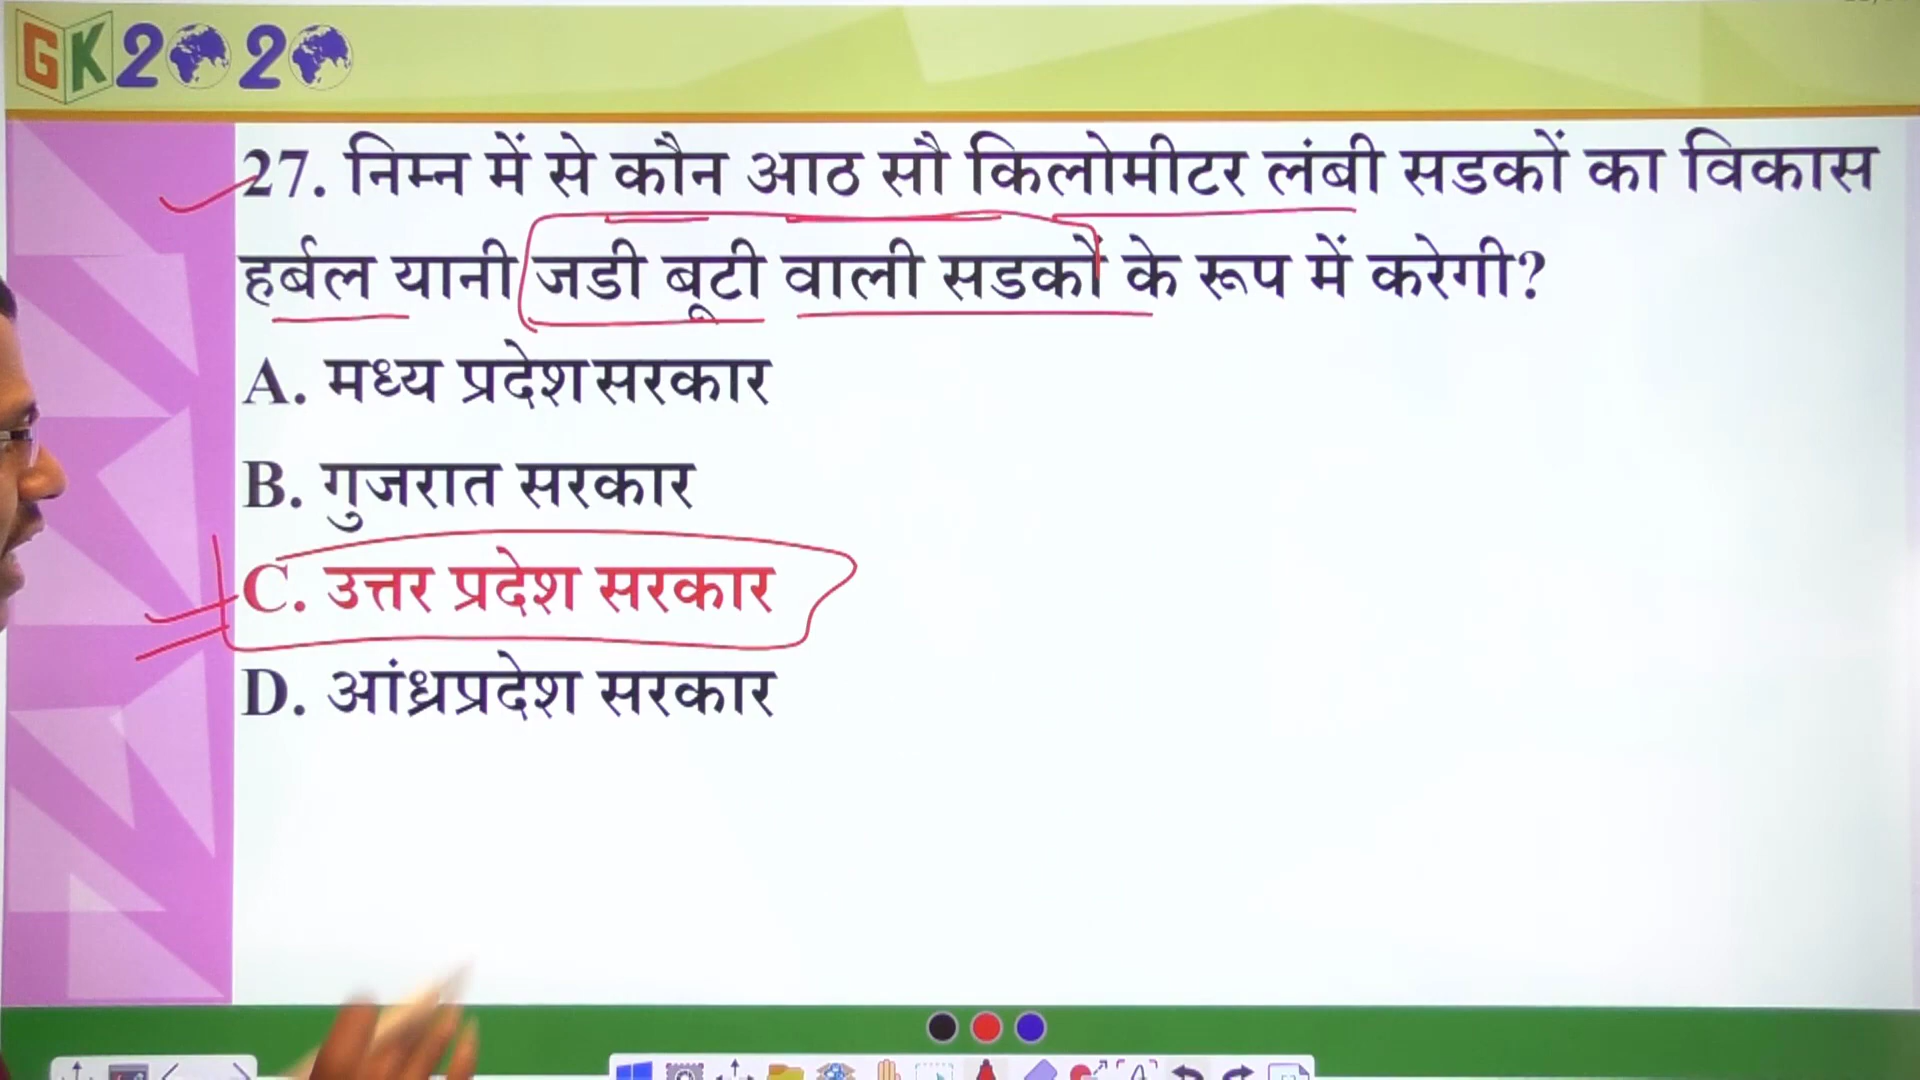 GK2020
27. निम्न में से कौन आठ सौ किलोमीटर लंबी सडकों का विकास
हर्बल यानी जडी बूटी वाली सडकों के रूप में करेगी?
A. मध्य प्रदेश सरकार
B. गुजरात सरकार
C. उत्तर प्रदेश सरकार
D. आंध्रप्रदेश सरकार